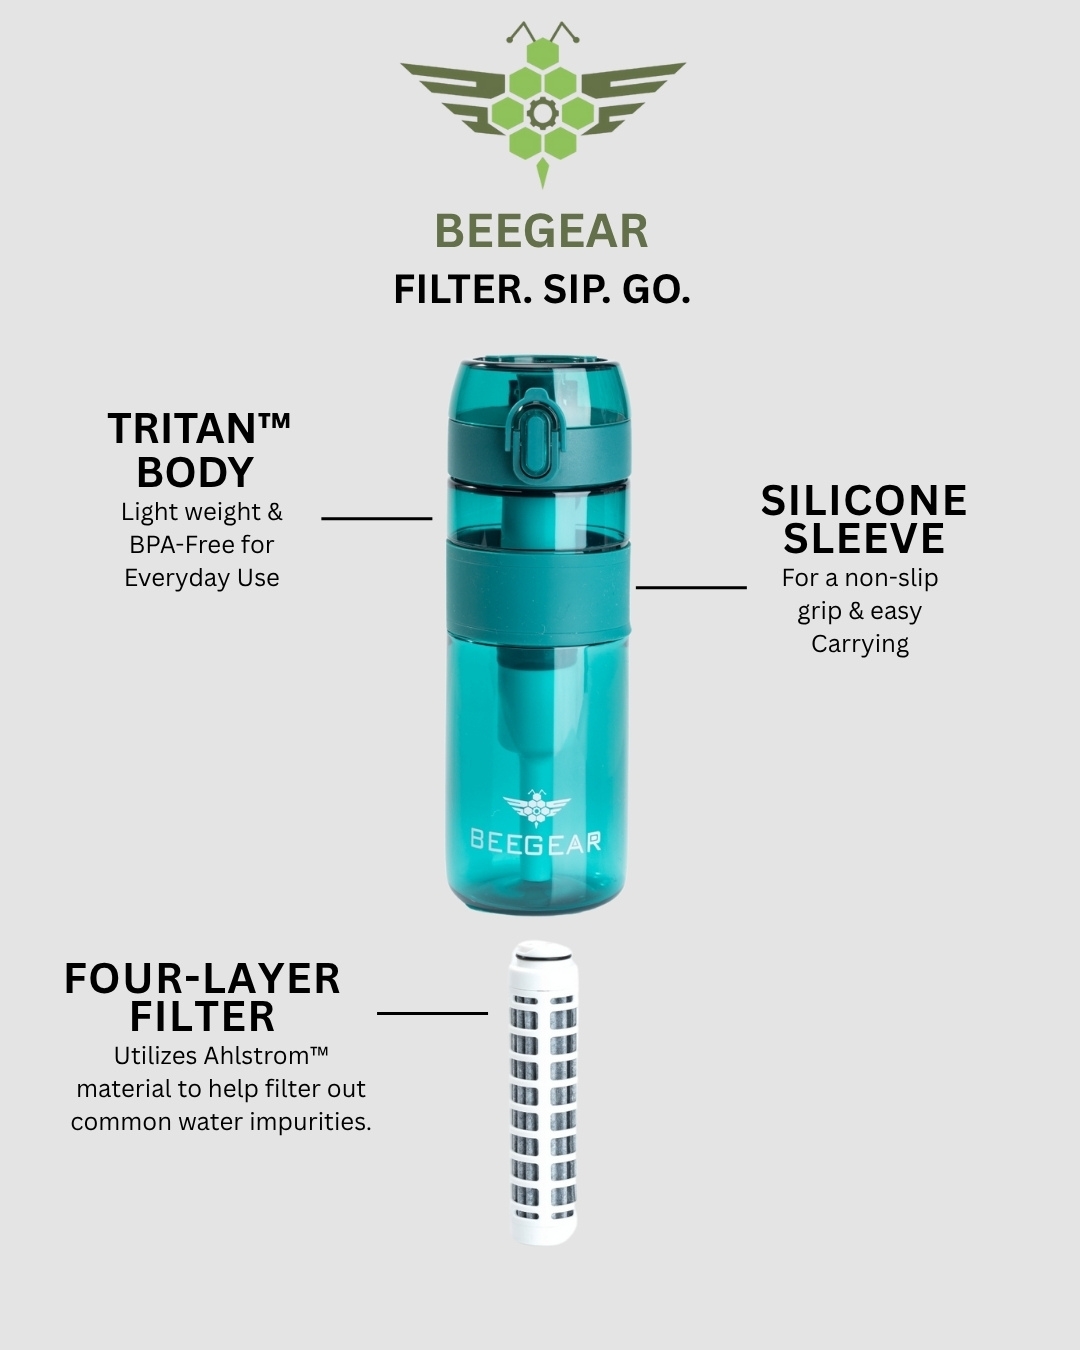 BEEGEAR
FILTER. SIP. GO.
TRITAN™
BODY
Light weight &
BPA-Free for
Everyday Use
SILICONE
SLEEVE
For a non-slip
grip & easy
Carrying
BEEGEAR
FOUR-LAYER
FILTER
Utilizes Ahlstrom™
material to help filter out
common water impurities.